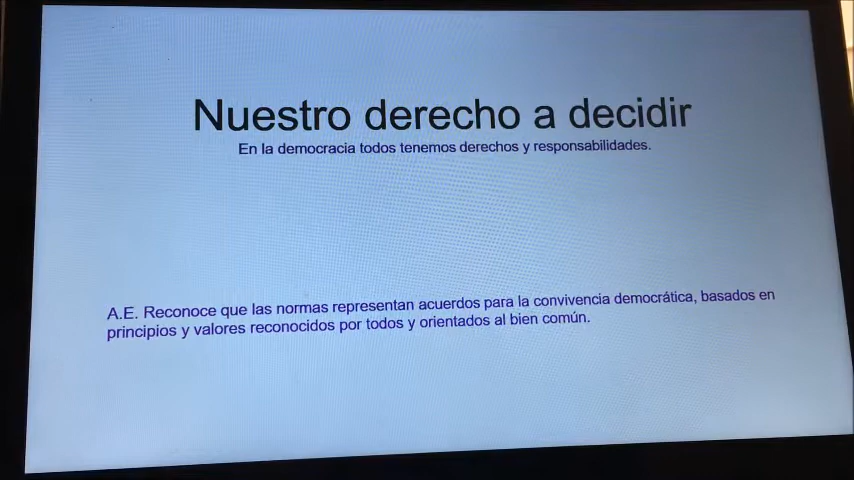 Nuestro derecho a decidir
En la democracia todos tenemos derechos y responsabilidades.
A.E. Reconoce que las normas representan acuerdos para la convivencia democrática, basados en
principios y valores reconocidos por todos y orientados al bien común.